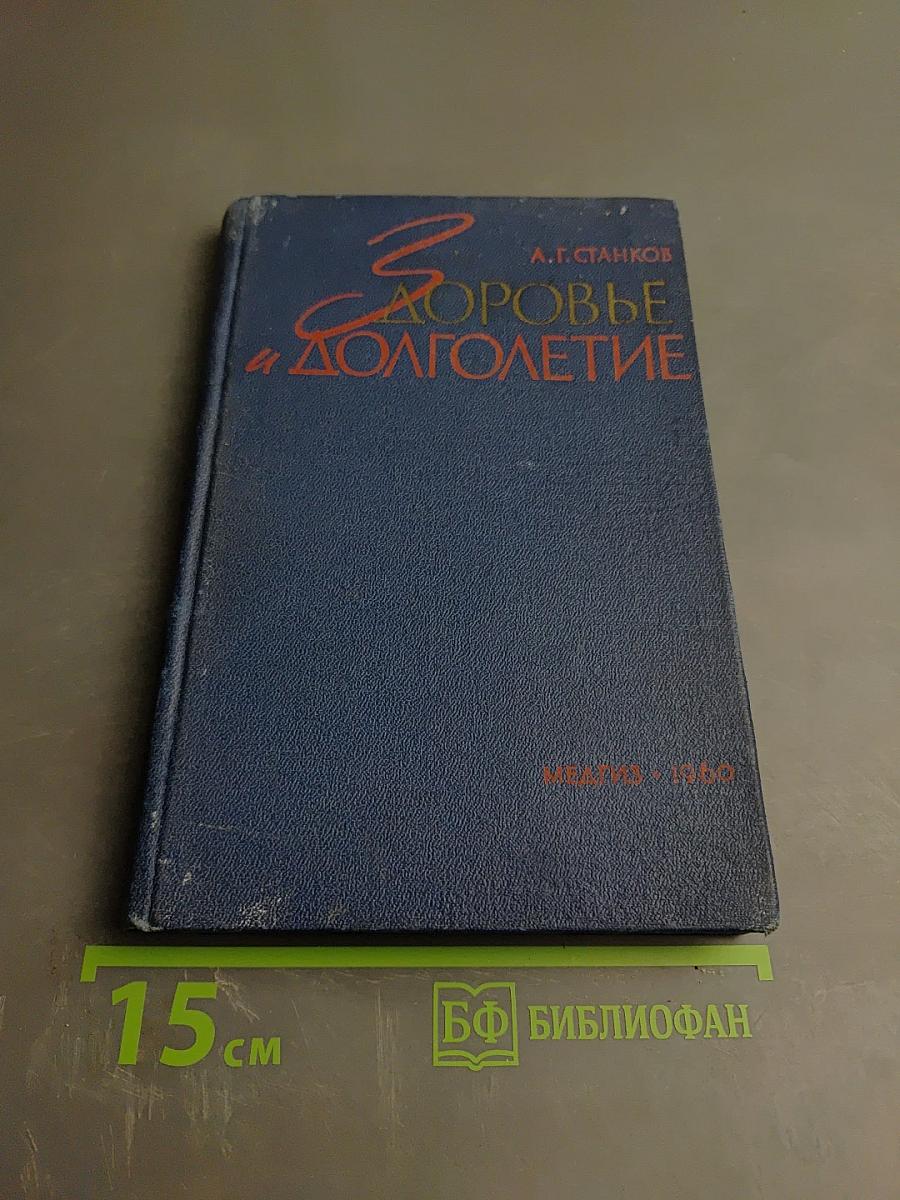 А. Г. СТАНКОВ
ЗДОРОВЬЕ
и ДОЛГОЛЕТИЕ
МЕДГИЗ • 1960
15 см
БФ БИБЛИОФАН